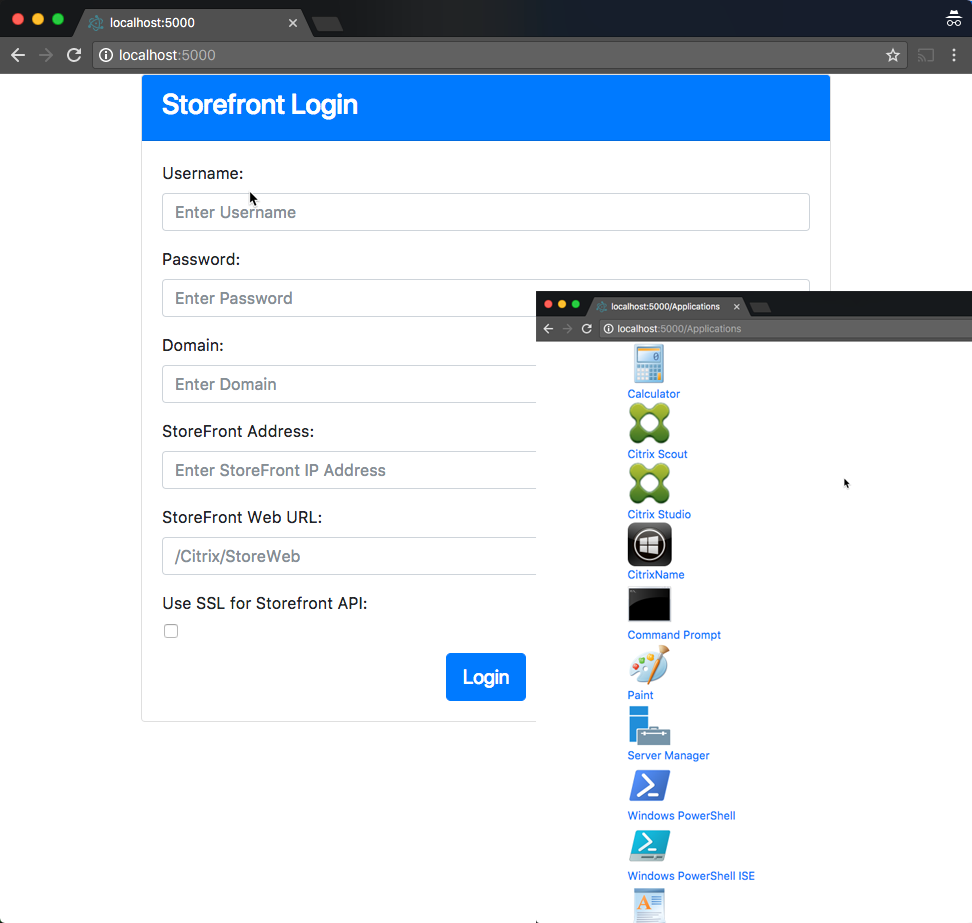 localhost:5000
localhost:5000
Storefront Login
Username:
Enter Username
Password:
Enter Password
Domain:
Enter Domain
StoreFront Address:
Enter StoreFront IP Address
StoreFront Web URL:
/Citrix/StoreWeb
Use SSL for Storefront API:
Login
localhost:5000/Applications
localhost:5000/Applications
Calculator
Citrix Scout
Citrix Studio
CitrixName
Command Prompt
Paint
Server Manager
Windows PowerShell
Windows PowerShell ISE